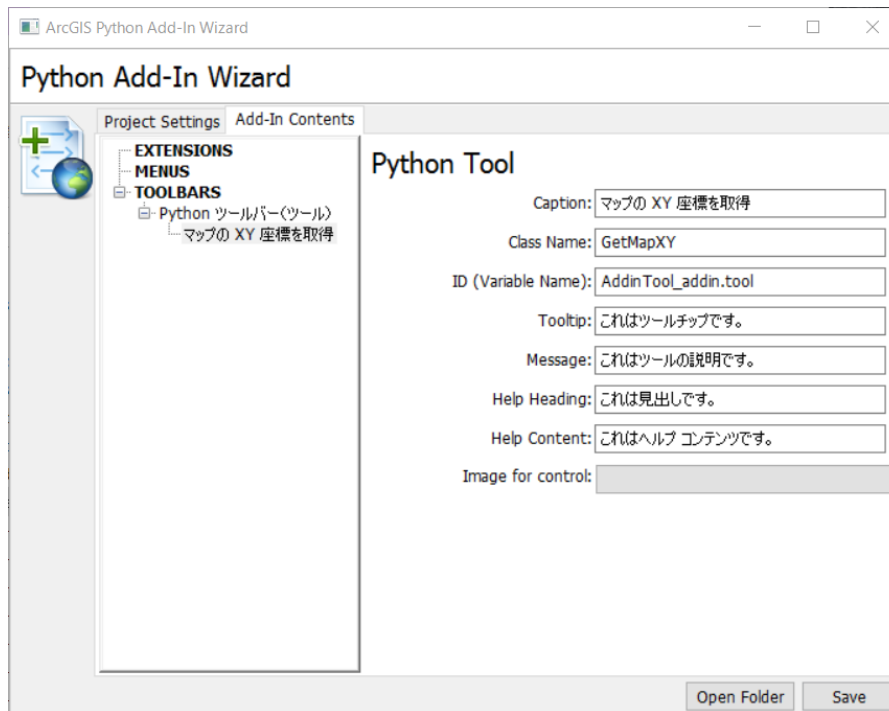 ArcGIS Python Add-In Wizard
Python Add-In Wizard
Project Settings
Add-In Contents
EXTENSIONS
MENUS
TOOLBARS
Python ツールバー(ツール)
マップの XY 座標を取得
Python Tool
Caption: マップの XY 座標を取得
Class Name: GetMapXY
ID (Variable Name): AddinTool_addin.tool
Tooltip: これはツールチップです。
Message: これはツールの説明です。
Help Heading: これは見出しです。
Help Content: これはヘルプ コンテンツです。
Image for control:
Open Folder
Save